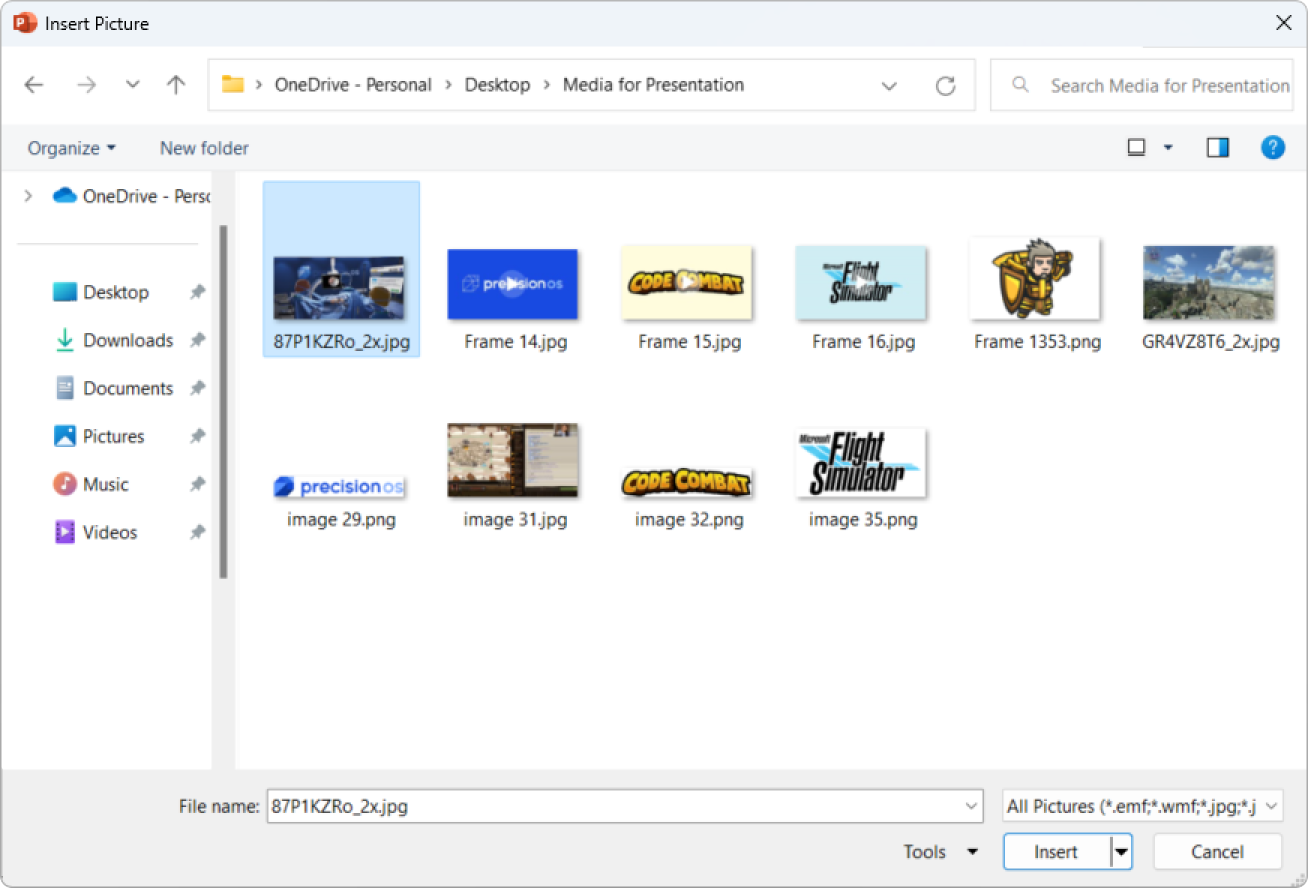 Insert Picture
OneDrive - Personal > Desktop > Media for Presentation
Search Media for Presentation
Organize
New folder
OneDrive - Perso
Desktop
Downloads
Documents
Pictures
Music
Videos
precisionos
CODE COMBAT
Microsoft
Flight
Simulator
87P1KZRo_2x.jpg
Frame 14.jpg
Frame 15.jpg
Frame 16.jpg
Frame 1353.png
GR4VZ8T6_2x.jpg
precisionos
CODE COMBAT
Microsoft
Flight
Simulator
image 29.png
image 31.jpg
image 32.png
image 35.png
File name:
87P1KZRo_2x.jpg
All Pictures (*.emf;*.wmf;*.jpg;*.j
Tools
Insert
Cancel